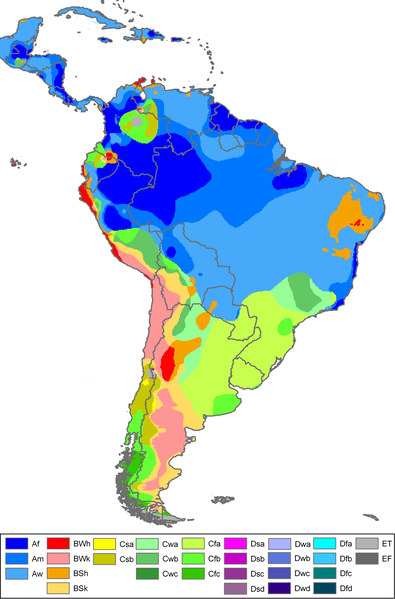 Af BWh Csa Cwa Cfa Dsa Dwa Dfa ET
Am BWk Csb Cwb Cfb Dsb Dwb Dfb EF
Aw BSh Cwc Cfc Dsc Dwc Dfc
BSk Dsd Dwd Dfd